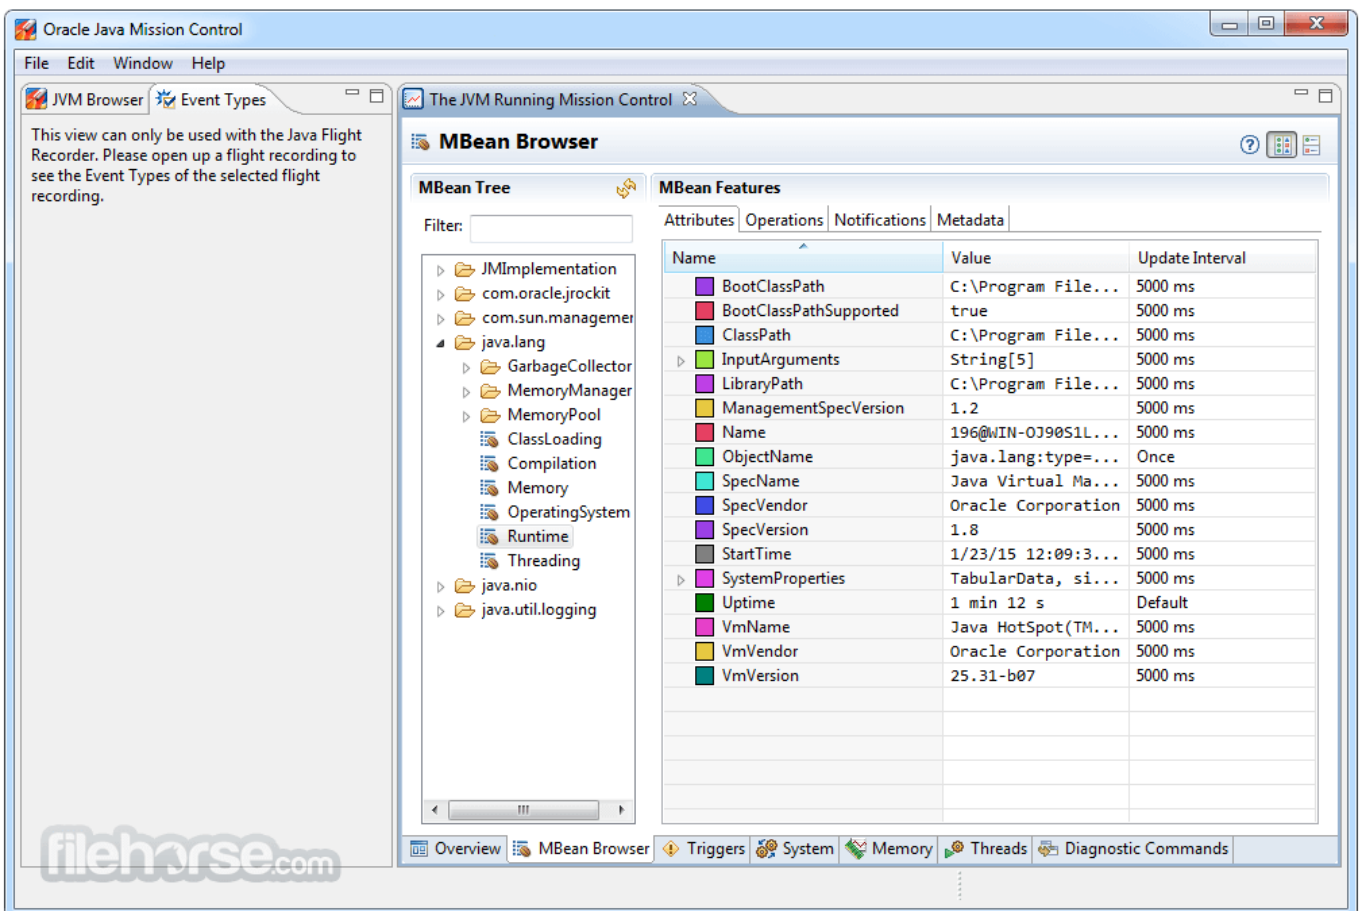 Oracle Java Mission Control
File Edit Window Help
JVM Browser Event Types
This view can only be used with the Java Flight
Recorder. Please open up a flight recording to
see the Event Types of the selected flight
recording.
The JVM Running Mission Control
MBean Browser
MBean Tree
Filter:
JMImplementation
com.oracle.jrockit
com.sun.managemer
java.lang
GarbageCollector
MemoryManager
MemoryPool
ClassLoading
Compilation
Memory
OperatingSystem
Runtime
Threading
java.nio
java.util.logging
MBean Features
Attributes Operations Notifications Metadata
Name Value Update Interval
BootClassPath C:\Program File... 5000 ms
BootClassPathSupported true 5000 ms
ClassPath C:\Program File... 5000 ms
InputArguments String[5] 5000 ms
LibraryPath C:\Program File... 5000 ms
ManagementSpecVersion 1.2 5000 ms
Name 196@WIN-OJ90S1L... 5000 ms
ObjectName java.lang:type=... Once
SpecName Java Virtual Ma... 5000 ms
SpecVendor Oracle Corporation 5000 ms
SpecVersion 1.8 5000 ms
StartTime 1/23/15 12:09:3... 5000 ms
SystemProperties TabularData, si... 5000 ms
Uptime 1 min 12 s Default
VmName Java HotSpot(TM... 5000 ms
VmVendor Oracle Corporation 5000 ms
VmVersion 25.31-b07 5000 ms
Overview MBean Browser Triggers System Memory Threads Diagnostic Commands
filehorse.com